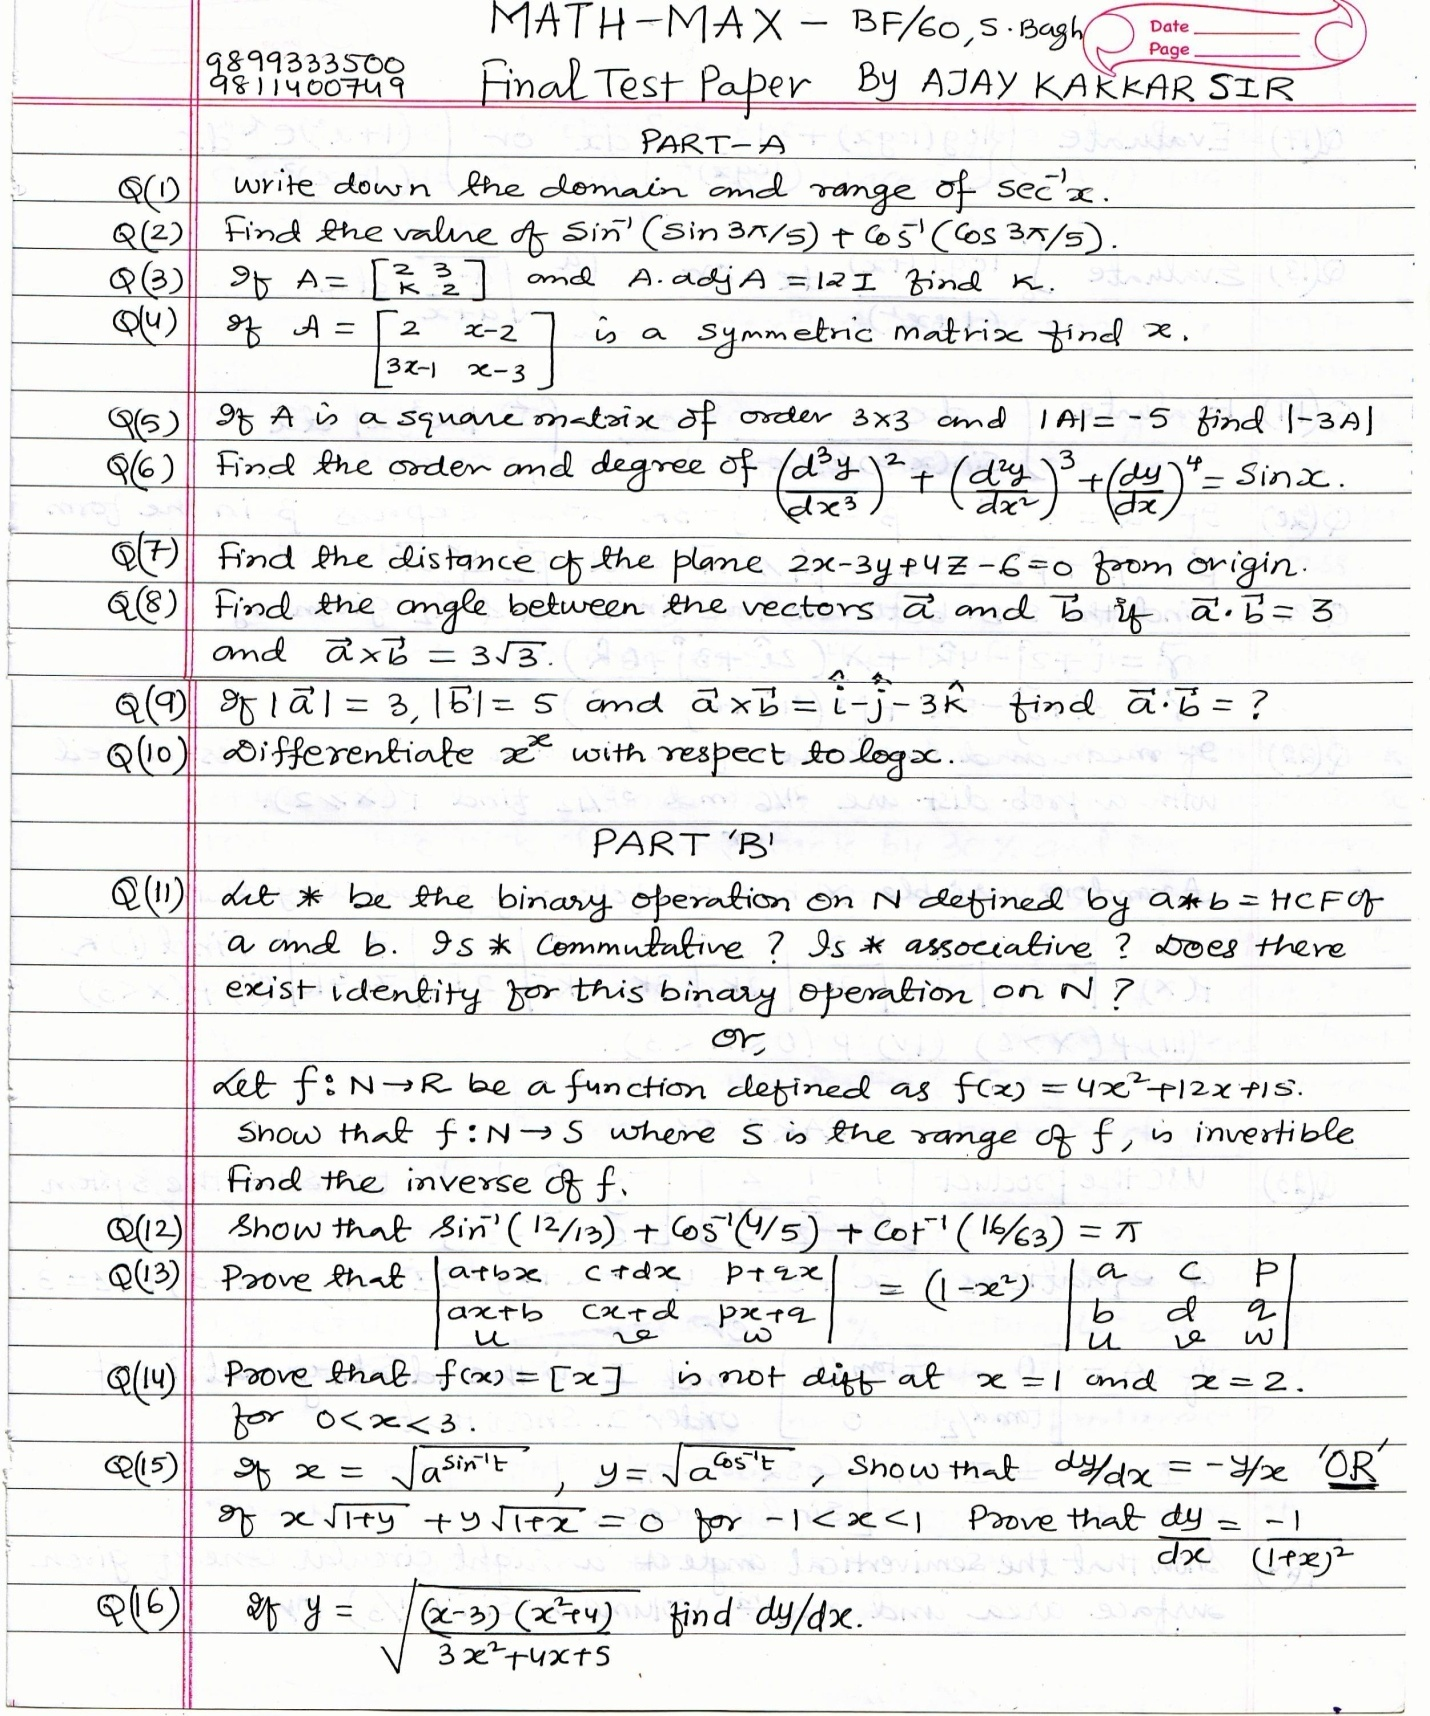 MATH-MAX - BF/60, S. Bagh
Date
Page
9899333500
9811400749
Final Test Paper By AJAY KAKKAR SIR
PART-A
Q(1) write down the domain and range of sec⁻¹x.
Q(2) Find the value of Sin⁻¹(Sin 3π/5) + Cos⁻¹(Cos 3π/5).
Q(3) If A = [2 3 / K 2] and A. adj A = 12 I find K.
Q(4) If A = [2 x-2 / 3x-1 x-3] is a symmetric matrix find x.
Q(5) If A is a square matrix of order 3x3 and |A| = -5 find |-3A|
Q(6) Find the order and degree of (d³y/dx³)² + (d²y/dx²)³ + (dy/dx)⁴ = Sinx.
Q(7) Find the distance of the plane 2x-3y+4z-6=0 from origin.
Q(8) Find the angle between the vectors a⃗ and b⃗ if a⃗·b⃗ = 3
and a⃗xb⃗ = 3√3.
Q(9) If |a⃗| = 3, |b⃗| = 5 and a⃗xb⃗ = î-ĵ-3k̂ find a⃗·b⃗ = ?
Q(10) Differentiate xˣ with respect to logx.
PART 'B'
Q(11) Let * be the binary operation on N defined by a*b = HCF of
a and b. Is * Commutative ? Is * associative ? Does there
exist identity for this binary operation on N ?
or,
Let f : N→R be a function defined as f(x) = 4x²+12x+15.
Show that f : N→S where S is the range of f, is invertible
Find the inverse of f.
Q(12) Show that Sin⁻¹(12/13) + Cos⁻¹(4/5) + Cot⁻¹(16/63) = π
Q(13) Prove that |a+bx c+dx p+qx / ax+b cx+d px+q / u v w| = (1-x²). |a c p / b d q / u v w|
Q(14) Prove that f(x) = [x] is not diff at x = 1 and x = 2.
for 0<x<3.
Q(15) If x = √(a^sin⁻¹t), y = √(a^Cos⁻¹t), Show that dy/dx = -y/x 'OR'
If x√1+y + y√1+x = 0 for -1<x<1 Prove that dy/dx = -1/(1+x)²
Q(16) If y = √((x-3)(x²+4)/3x²+4x+5) find dy/dx.